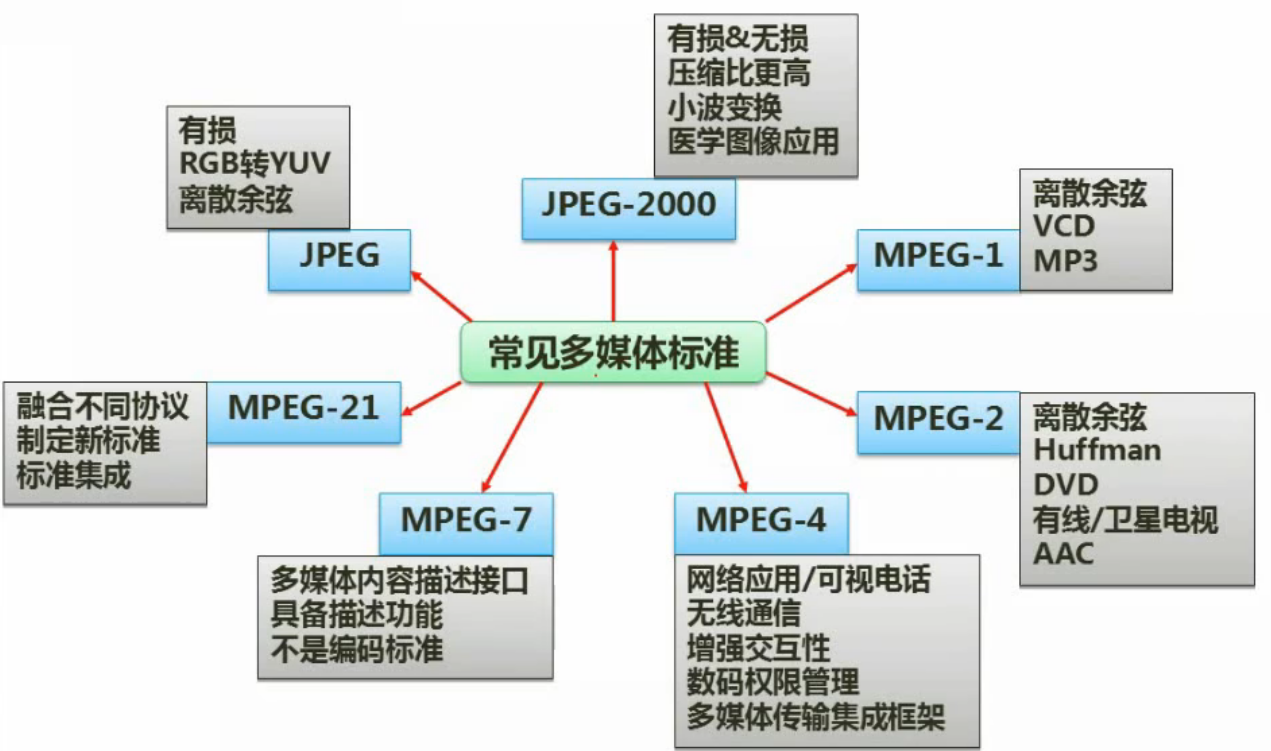 有损&无损
压缩比更高
小波变换
医学图像应用
JPEG-2000
有损
RGB转YUV
离散余弦
JPEG
离散余弦
VCD
MP3
MPEG-1
常见多媒体标准
融合不同协议
制定新标准
标准集成
MPEG-21
MPEG-2
离散余弦
Huffman
DVD
有线/卫星电视
AAC
MPEG-7
多媒体内容描述接口
具备描述功能
不是编码标准
MPEG-4
网络应用/可视电话
无线通信
增强交互性
数码权限管理
多媒体传输集成框架